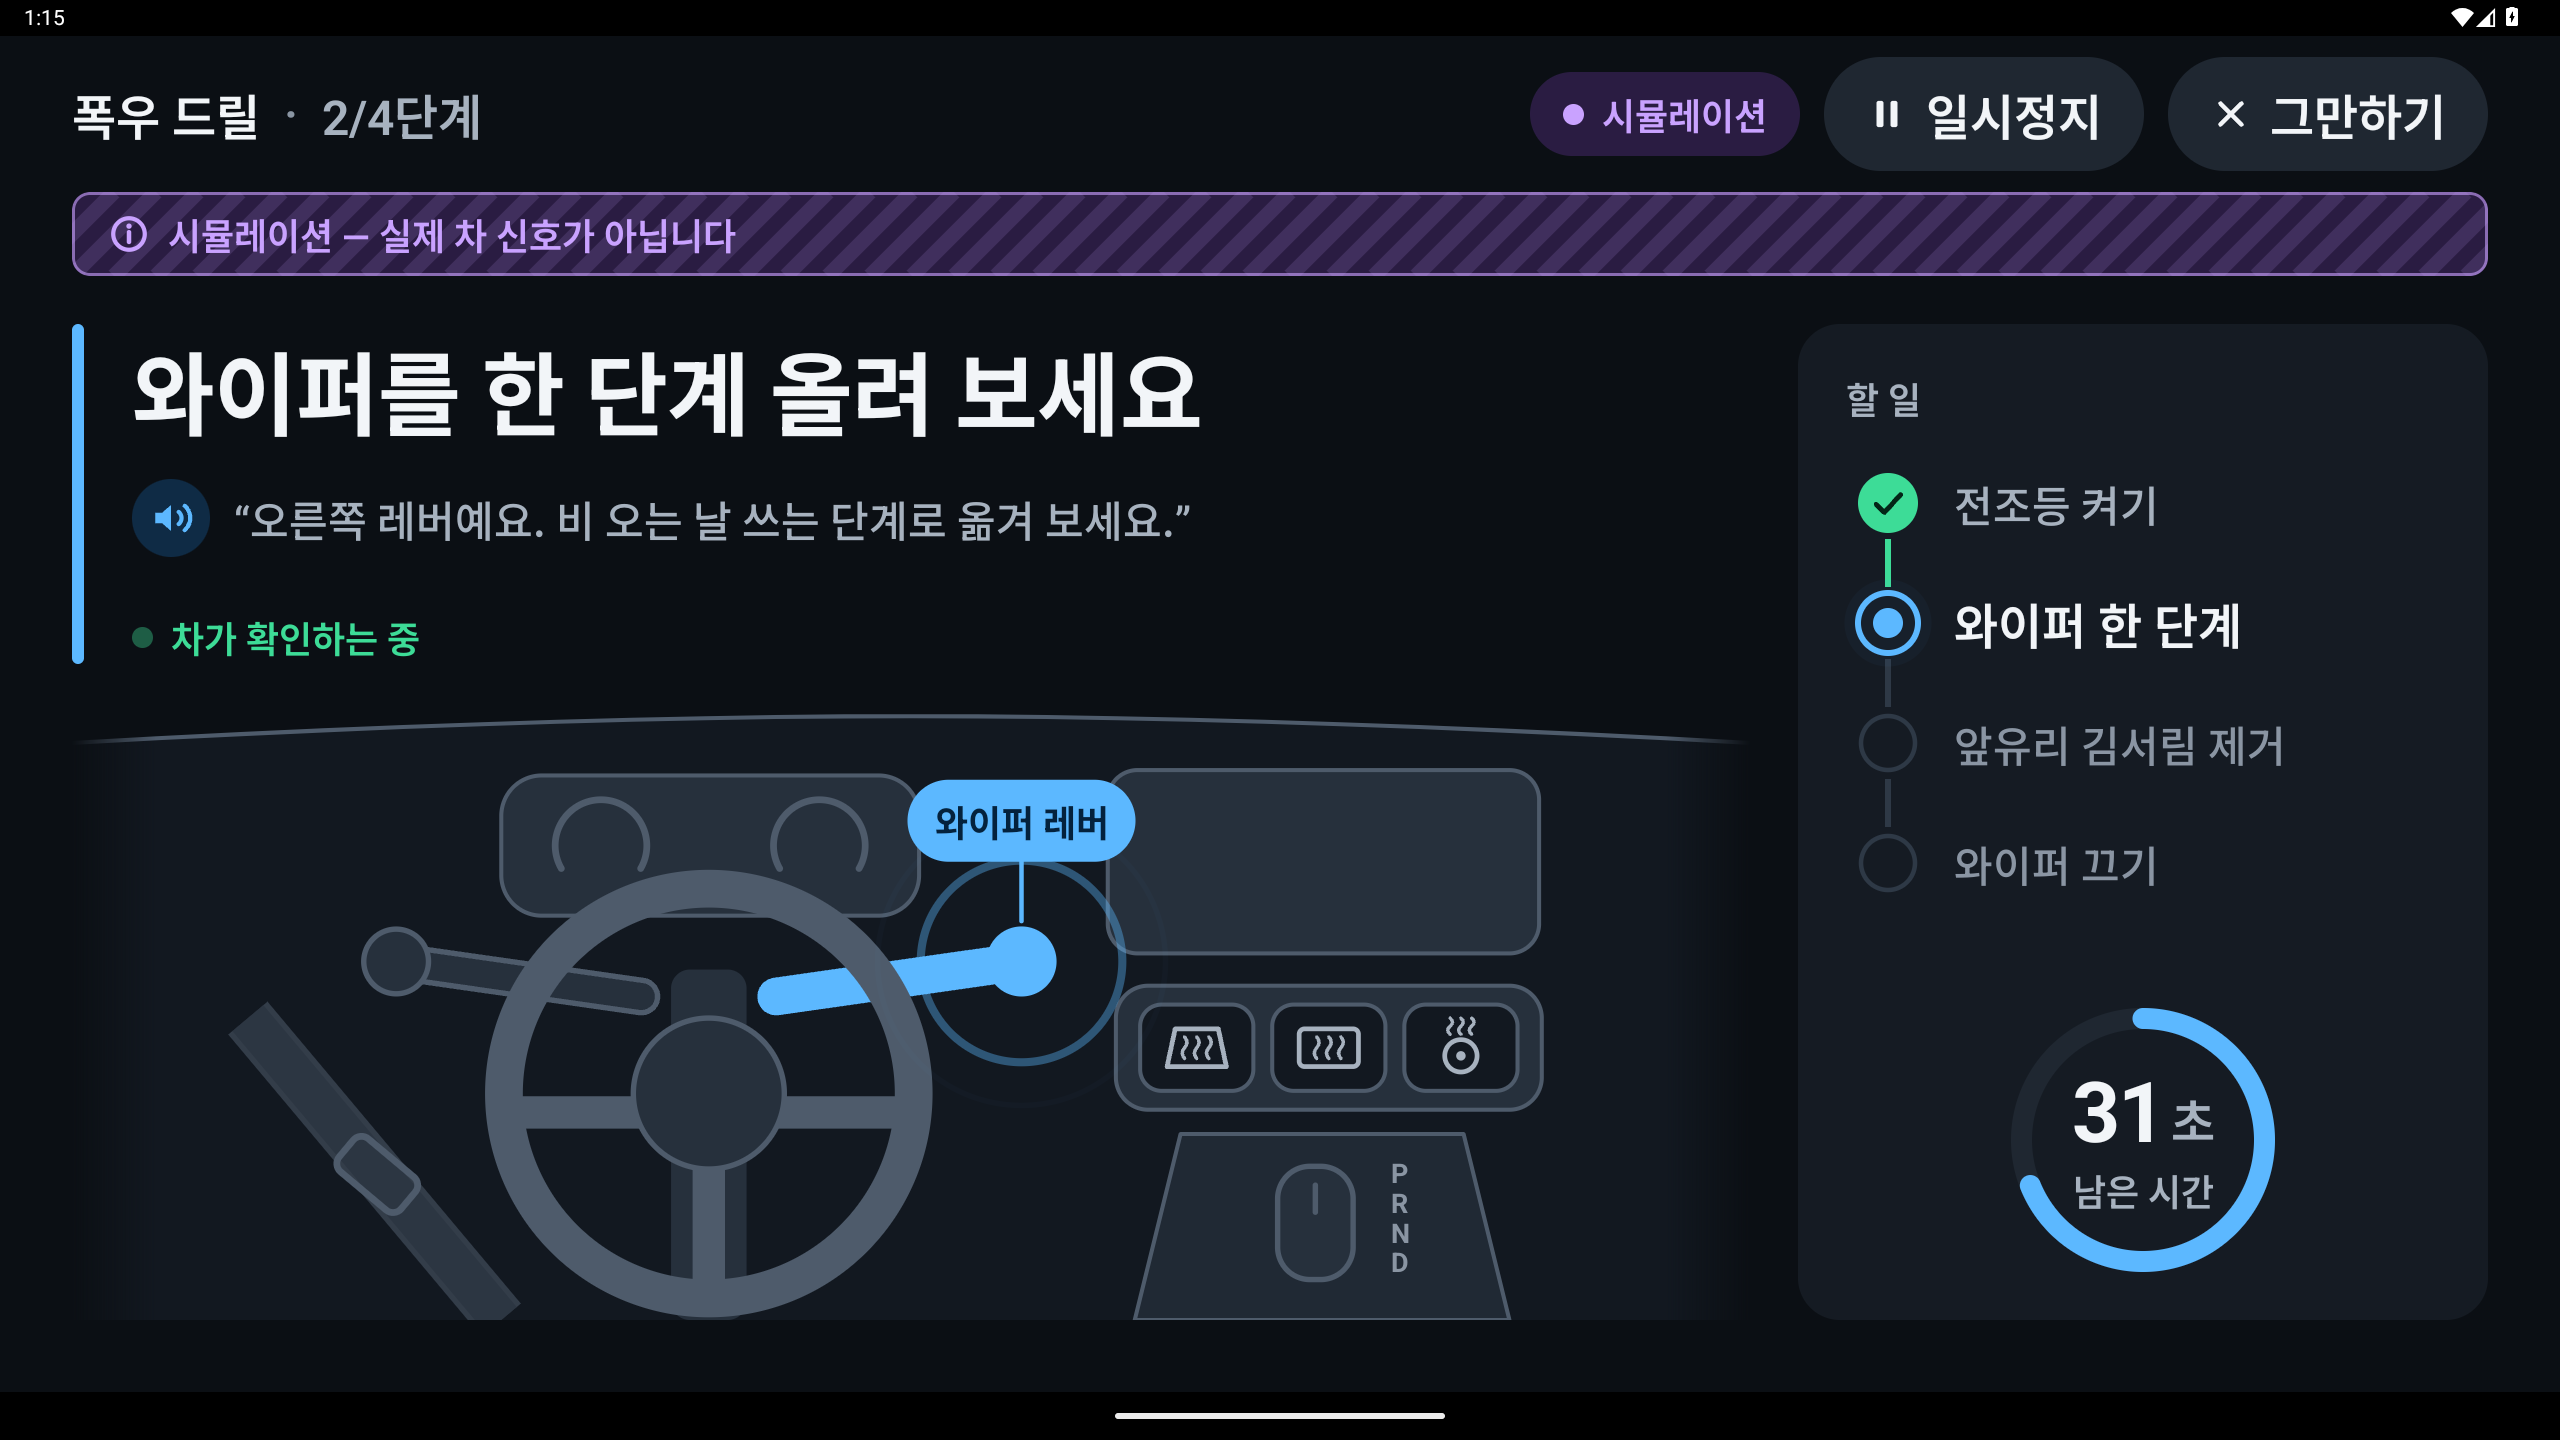 1:15
폭우 드릴 · 2/4단계
시뮬레이션
일시정지
그만하기
시뮬레이션 – 실제 차 신호가 아닙니다
와이퍼를 한 단계 올려 보세요
“오른쪽 레버예요. 비 오는 날 쓰는 단계로 옮겨 보세요.”
차가 확인하는 중
와이퍼 레버
P
R
N
D
할 일
전조등 켜기
와이퍼 한 단계
앞유리 김서림 제거
와이퍼 끄기
31초
남은 시간